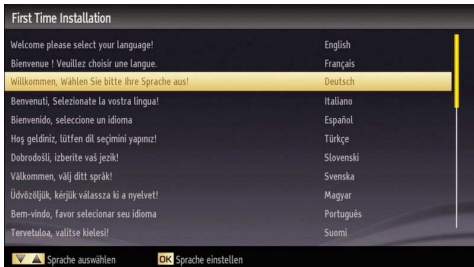 First Time Installation
Welcome please select your language! English
Bienvenue ! Veuillez choisir une langue. Français
Willkommen, Wählen Sie bitte Ihre Sprache aus! Deutsch
Benvenuti, Selezionate la vostra lingua! Italiano
Bienvenido, seleccione un idioma Español
Hoş geldiniz, lütfen dil seçimini yapınız! Türkçe
Dobrodošli, izberite vaš jezik! Slovenski
Välkommen, välj ditt språk! Svenska
Üdvözöljük, kérjük válassza ki a nyelvet! Magyar
Bem-vindo, favor selecionar seu idioma Português
Tervetuloa, valitse kielesi! Suomi
Sprache auswählen OK Sprache einstellen